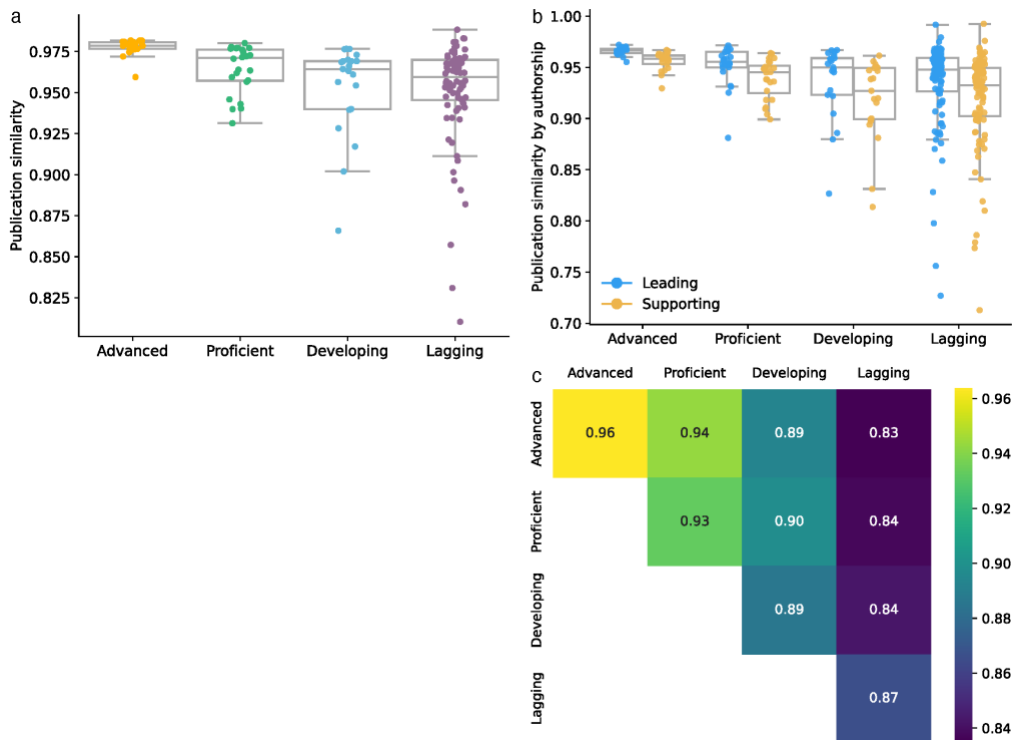 a
Publication similarity
0.975
0.950
0.925
0.900
0.875
0.850
0.825
Advanced Proficient Developing Lagging
b
Publication similarity by authorship
1.00
0.95
0.90
0.85
0.80
0.75
0.70
Leading
Supporting
Advanced Proficient Developing Lagging
c
Advanced Proficient Developing Lagging
Advanced 0.96 0.94 0.89 0.83
Proficient 0.93 0.90 0.84
Developing 0.89 0.84
Lagging 0.87
0.96
0.94
0.92
0.90
0.88
0.86
0.84